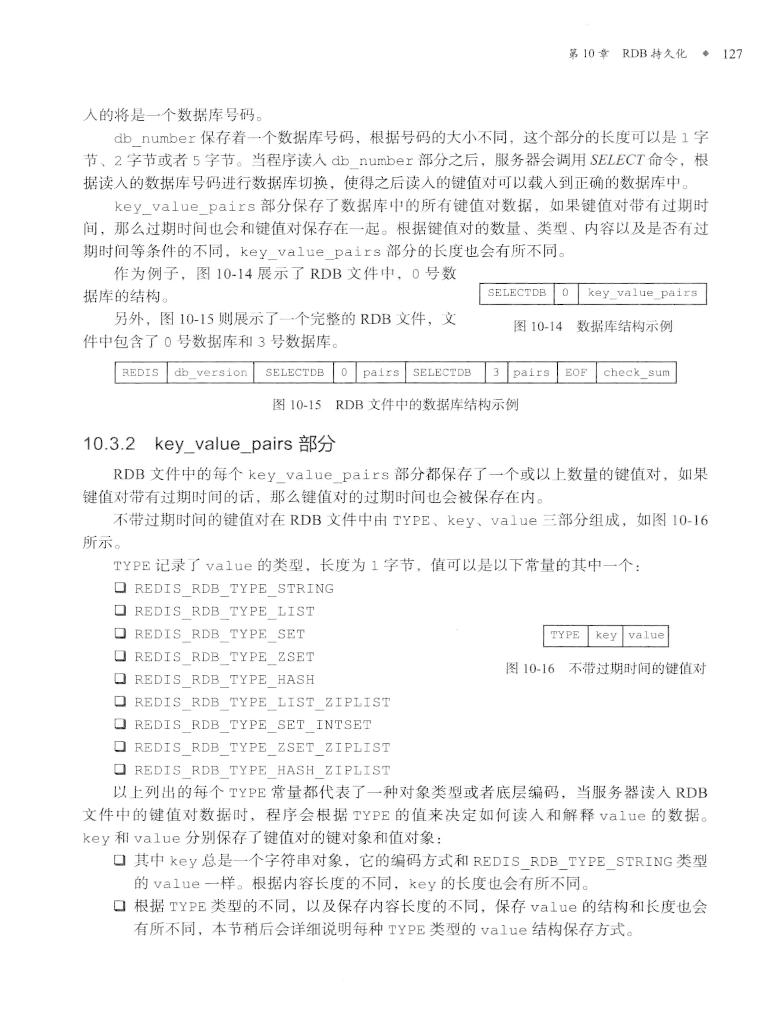 第 10 章 RDB 持久化 ◆ 127
入的将是一个数据库号码。
db_number 保存着一个数据库号码，根据号码的大小不同，这个部分的长度可以是 1 字
节、2 字节或者 5 字节。当程序读入 db_number 部分之后，服务器会调用 SELECT 命令，根
据读入的数据库号码进行数据库切换，使得之后读入的键值对可以载入到正确的数据库中。
key_value_pairs 部分保存了数据库中的所有键值对数据，如果键值对带有过期时
间，那么过期时间也会和键值对保存在一起。根据键值对的数量、类型、内容以及是否有过
期时间等条件的不同，key_value_pairs 部分的长度也会有所不同。
作为例子，图 10-14 展示了 RDB 文件中，0 号数
据库的结构。
SELECTDB 0 key_value_pairs
图 10-14 数据库结构示例
另外，图 10-15 则展示了一个完整的 RDB 文件，文
件中包含了 0 号数据库和 3 号数据库。
REDIS db_version SELECTDB 0 pairs SELECTDB 3 pairs EOF check_sum
图 10-15 RDB 文件中的数据库结构示例
10.3.2 key_value_pairs 部分
RDB 文件中的每个 key_value_pairs 部分都保存了一个或以上数量的键值对，如果
键值对带有过期时间的话，那么键值对的过期时间也会被保存在内。
不带过期时间的键值对在 RDB 文件中由 TYPE、key、value 三部分组成，如图 10-16
所示。
TYPE 记录了 value 的类型，长度为 1 字节，值可以是以下常量的其中一个：
❑ REDIS_RDB_TYPE_STRING
❑ REDIS_RDB_TYPE_LIST
❑ REDIS_RDB_TYPE_SET
❑ REDIS_RDB_TYPE_ZSET
❑ REDIS_RDB_TYPE_HASH
❑ REDIS_RDB_TYPE_LIST_ZIPLIST
❑ REDIS_RDB_TYPE_SET_INTSET
❑ REDIS_RDB_TYPE_ZSET_ZIPLIST
❑ REDIS_RDB_TYPE_HASH_ZIPLIST
TYPE key value
图 10-16 不带过期时间的键值对
以上列出的每个 TYPE 常量都代表了一种对象类型或者底层编码，当服务器读入 RDB
文件中的键值对数据时，程序会根据 TYPE 的值来决定如何读入和解释 value 的数据。
key 和 value 分别保存了键值对的键对象和值对象：
❑ 其中 key 总是一个字符串对象，它的编码方式和 REDIS_RDB_TYPE_STRING 类型
的 value 一样。根据内容长度的不同，key 的长度也会有所不同。
❑ 根据 TYPE 类型的不同，以及保存内容长度的不同，保存 value 的结构和长度也会
有所不同，本节稍后会详细说明每种 TYPE 类型的 value 结构保存方式。